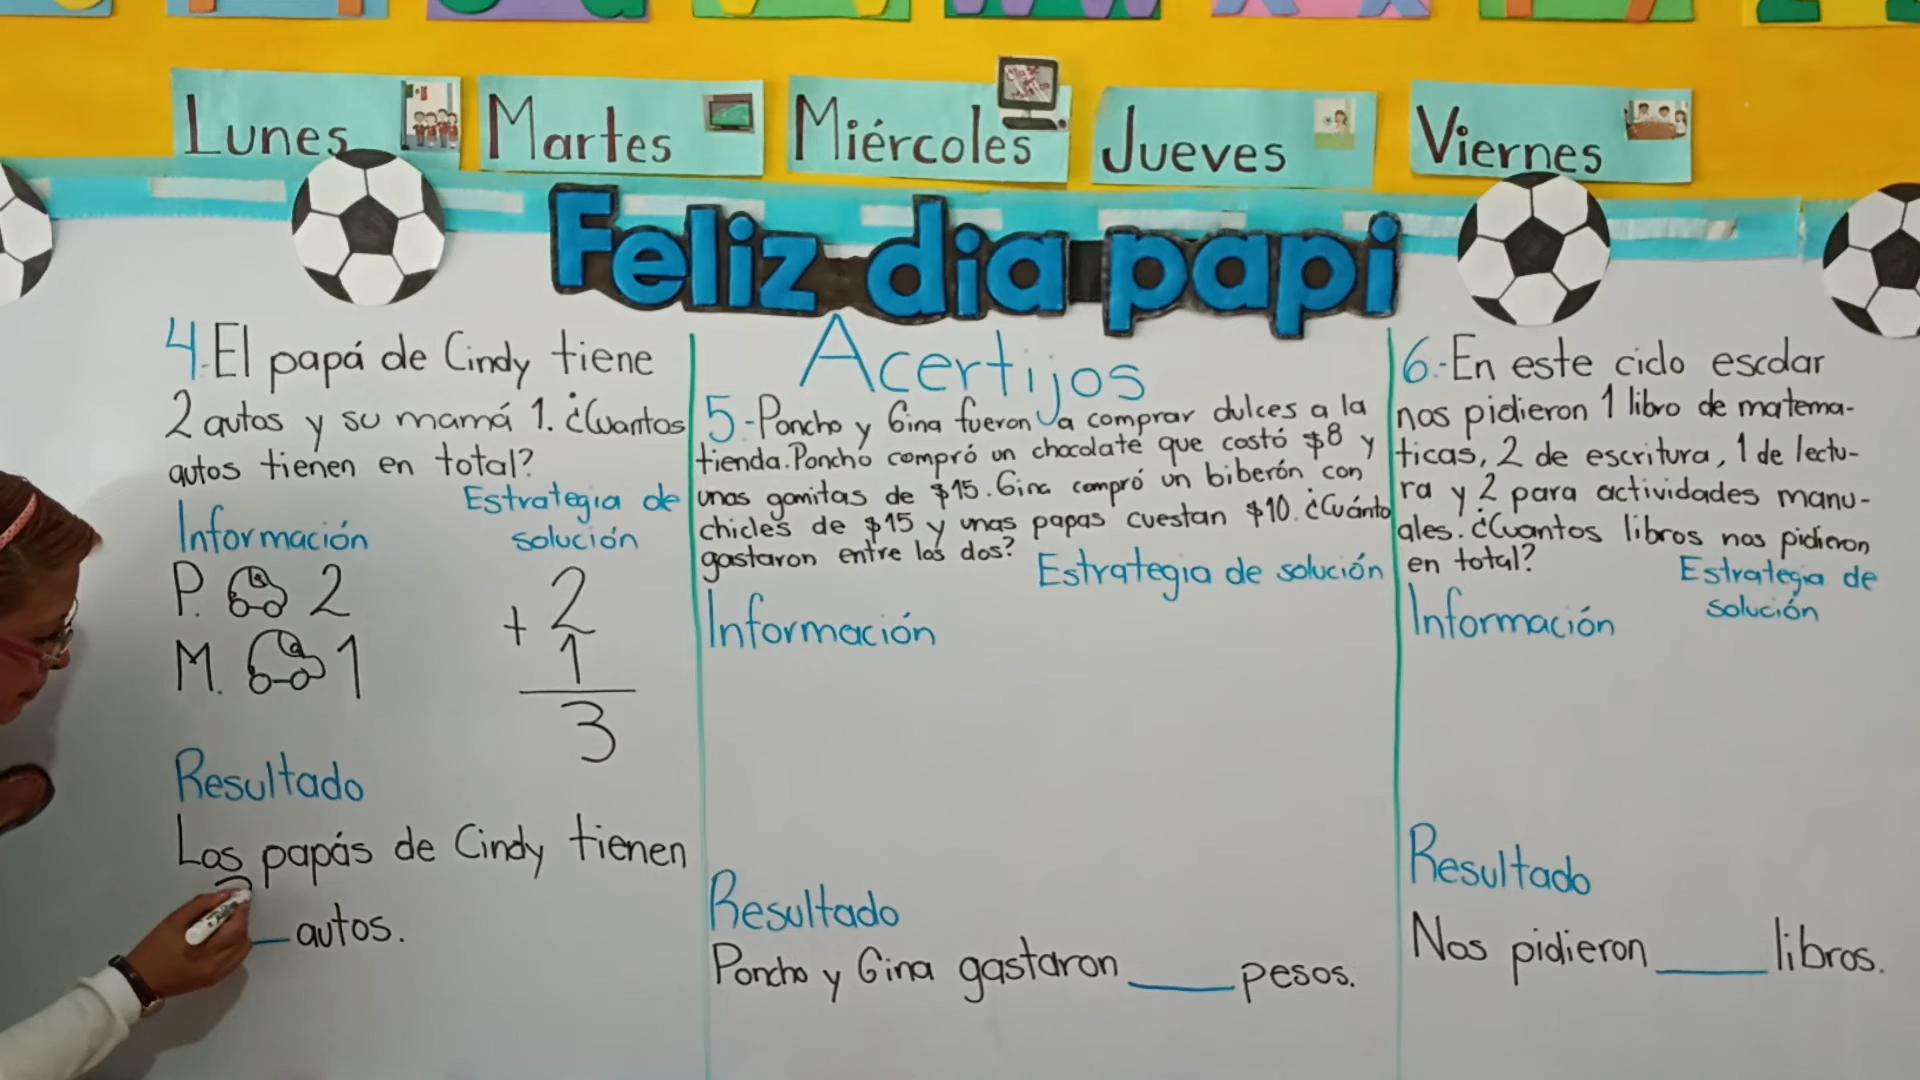 Lunes
Martes
Miércoles
Jueves
Viernes
Feliz dia papi
Acertijos
4.-El papá de Cindy tiene
2 autos y su mamá 1. ¿Cuantos
autos tienen en total?
Información
Estrategia de
solución
P. 2
M. 1
2
+ 1
3
Resultado
Los papás de Cindy tienen
autos.
5.-Poncho y Gina fueron a comprar dulces a la
tienda. Poncho compró un chocolate que costó $8 y
unas gomitas de $15. Gina compró un biberón con
chicles de $15 y unas papas cuestan $10. ¿Cuánto
gastaron entre los dos?
Estrategia de solución
Información
Resultado
Poncho y Gina gastaron ____ pesos.
6.-En este ciclo escolar
nos pidieron 1 libro de matema-
ticas, 2 de escritura, 1 de lectu-
ra y 2 para actividades manu-
ales. ¿Cuantos libros nos pidieron
en total?
Estrategia de
solución
Información
Resultado
Nos pidieron ____ libros.